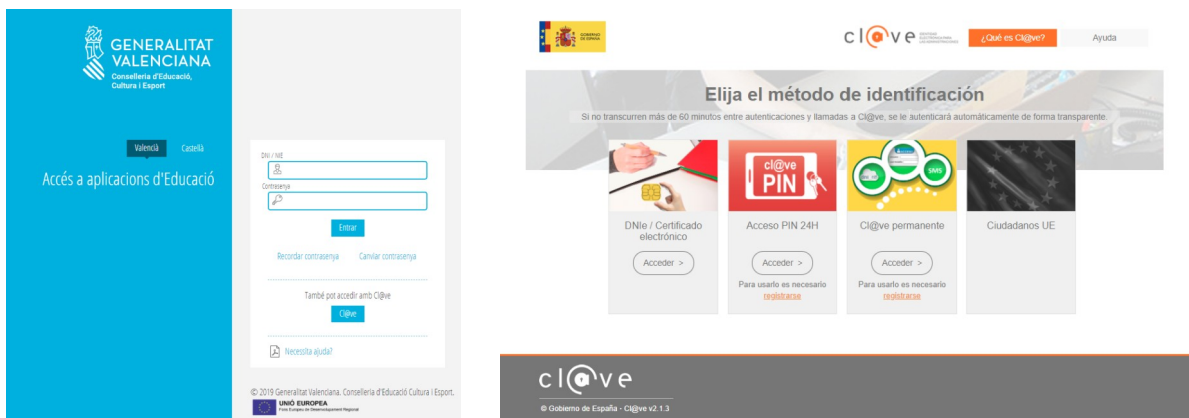 GENERALITAT
VALENCIANA
Conselleria d'Educació,
Cultura i Esport
Valencià
Castellà
Accés a aplicacions d'Educació
DNI / NIE
Contrasenya
Entrar
Recordar contrasenya
Canviar contrasenya
També pot accedir amb Cl@ve
Cl@ve
Necessita ajuda?
© 2019 Generalitat Valenciana. Conselleria d'Educació Cultura i Esport.
UNIÓ EUROPEA
Fons Europeu de Desenvolupament Regional
GOBIERNO
DE ESPAÑA
cl@ve
¿Qué es Cl@ve?
Ayuda
Elija el método de identificación
Si no transcurren más de 60 minutos entre autenticaciones y llamadas a Cl@ve, se le autenticará automáticamente de forma transparente.
cl@ve
PIN
SMS
DNIe / Certificado
electrónico
Acceder >
Acceso PIN 24H
Acceder >
Para usarlo es necesario
registrarse
Cl@ve permanente
Acceder >
Para usarlo es necesario
registrarse
Ciudadanos UE
cl@ve
© Gobierno de España - Cl@ve v2.1.3